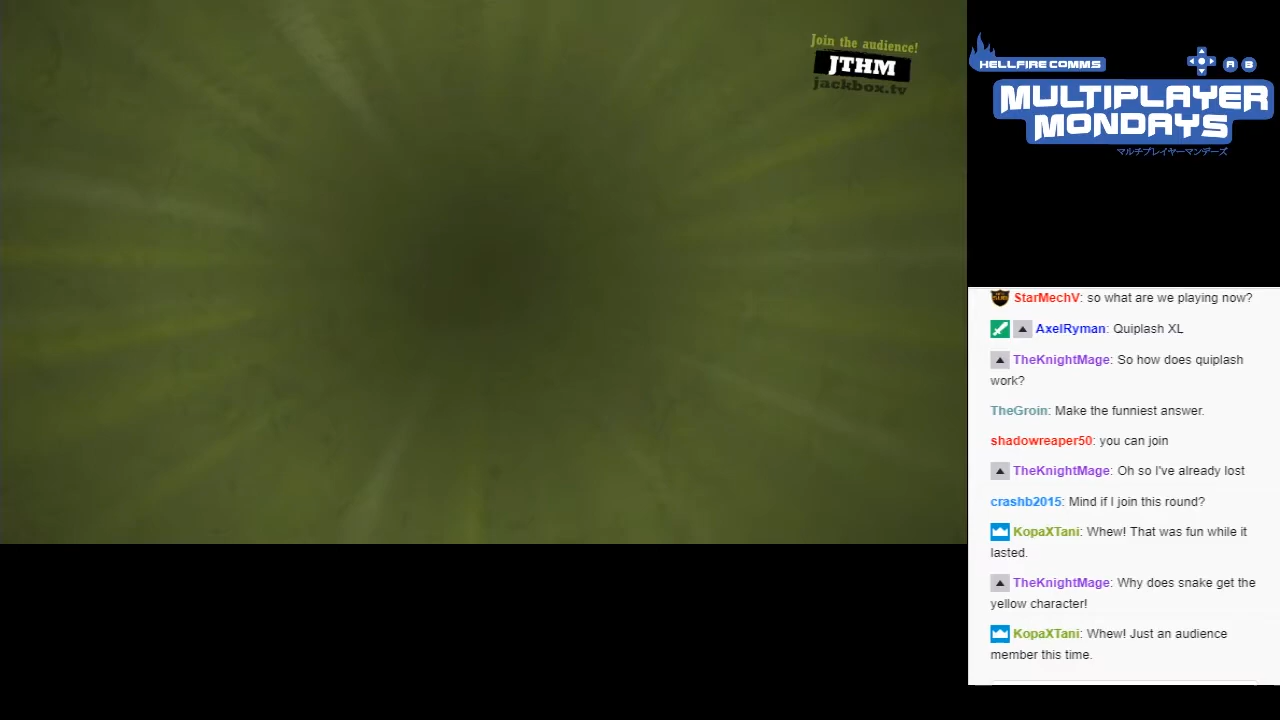 Join the audience!
JTHM
jackbox.tv
HELLFIRE COMMS
A B
MULTIPLAYER
MONDAYS
マルチプレイヤーマンデーズ
StarMechV: so what are we playing now?
AxelRyman: Quiplash XL
TheKnightMage: So how does quiplash
work?
TheGroin: Make the funniest answer.
shadowreaper50: you can join
TheKnightMage: Oh so I've already lost
crashb2015: Mind if I join this round?
KopaXTani: Whew! That was fun while it
lasted.
TheKnightMage: Why does snake get the
yellow character!
KopaXTani: Whew! Just an audience
member this time.